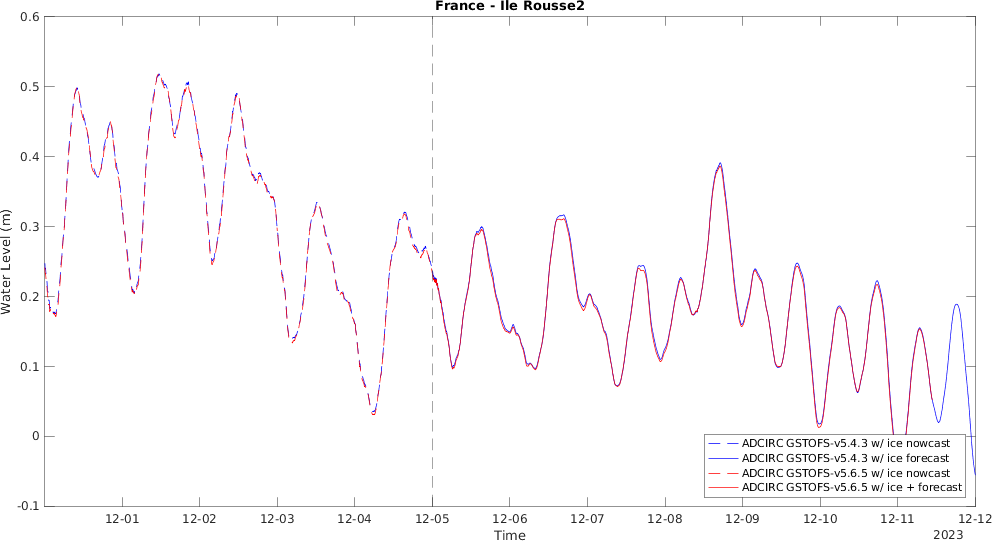 France - Ile Rousse2
Water Level (m)
0.6
0.5
0.4
0.3
0.2
0.1
0
-0.1
12-01 12-02 12-03 12-04 12-05 12-06 12-07 12-08 12-09 12-10 12-11 12-12
Time
2023
ADCIRC GSTOFS-v5.4.3 w/ ice nowcast
ADCIRC GSTOFS-v5.4.3 w/ ice forecast
ADCIRC GSTOFS-v5.6.5 w/ ice nowcast
ADCIRC GSTOFS-v5.6.5 w/ ice + forecast